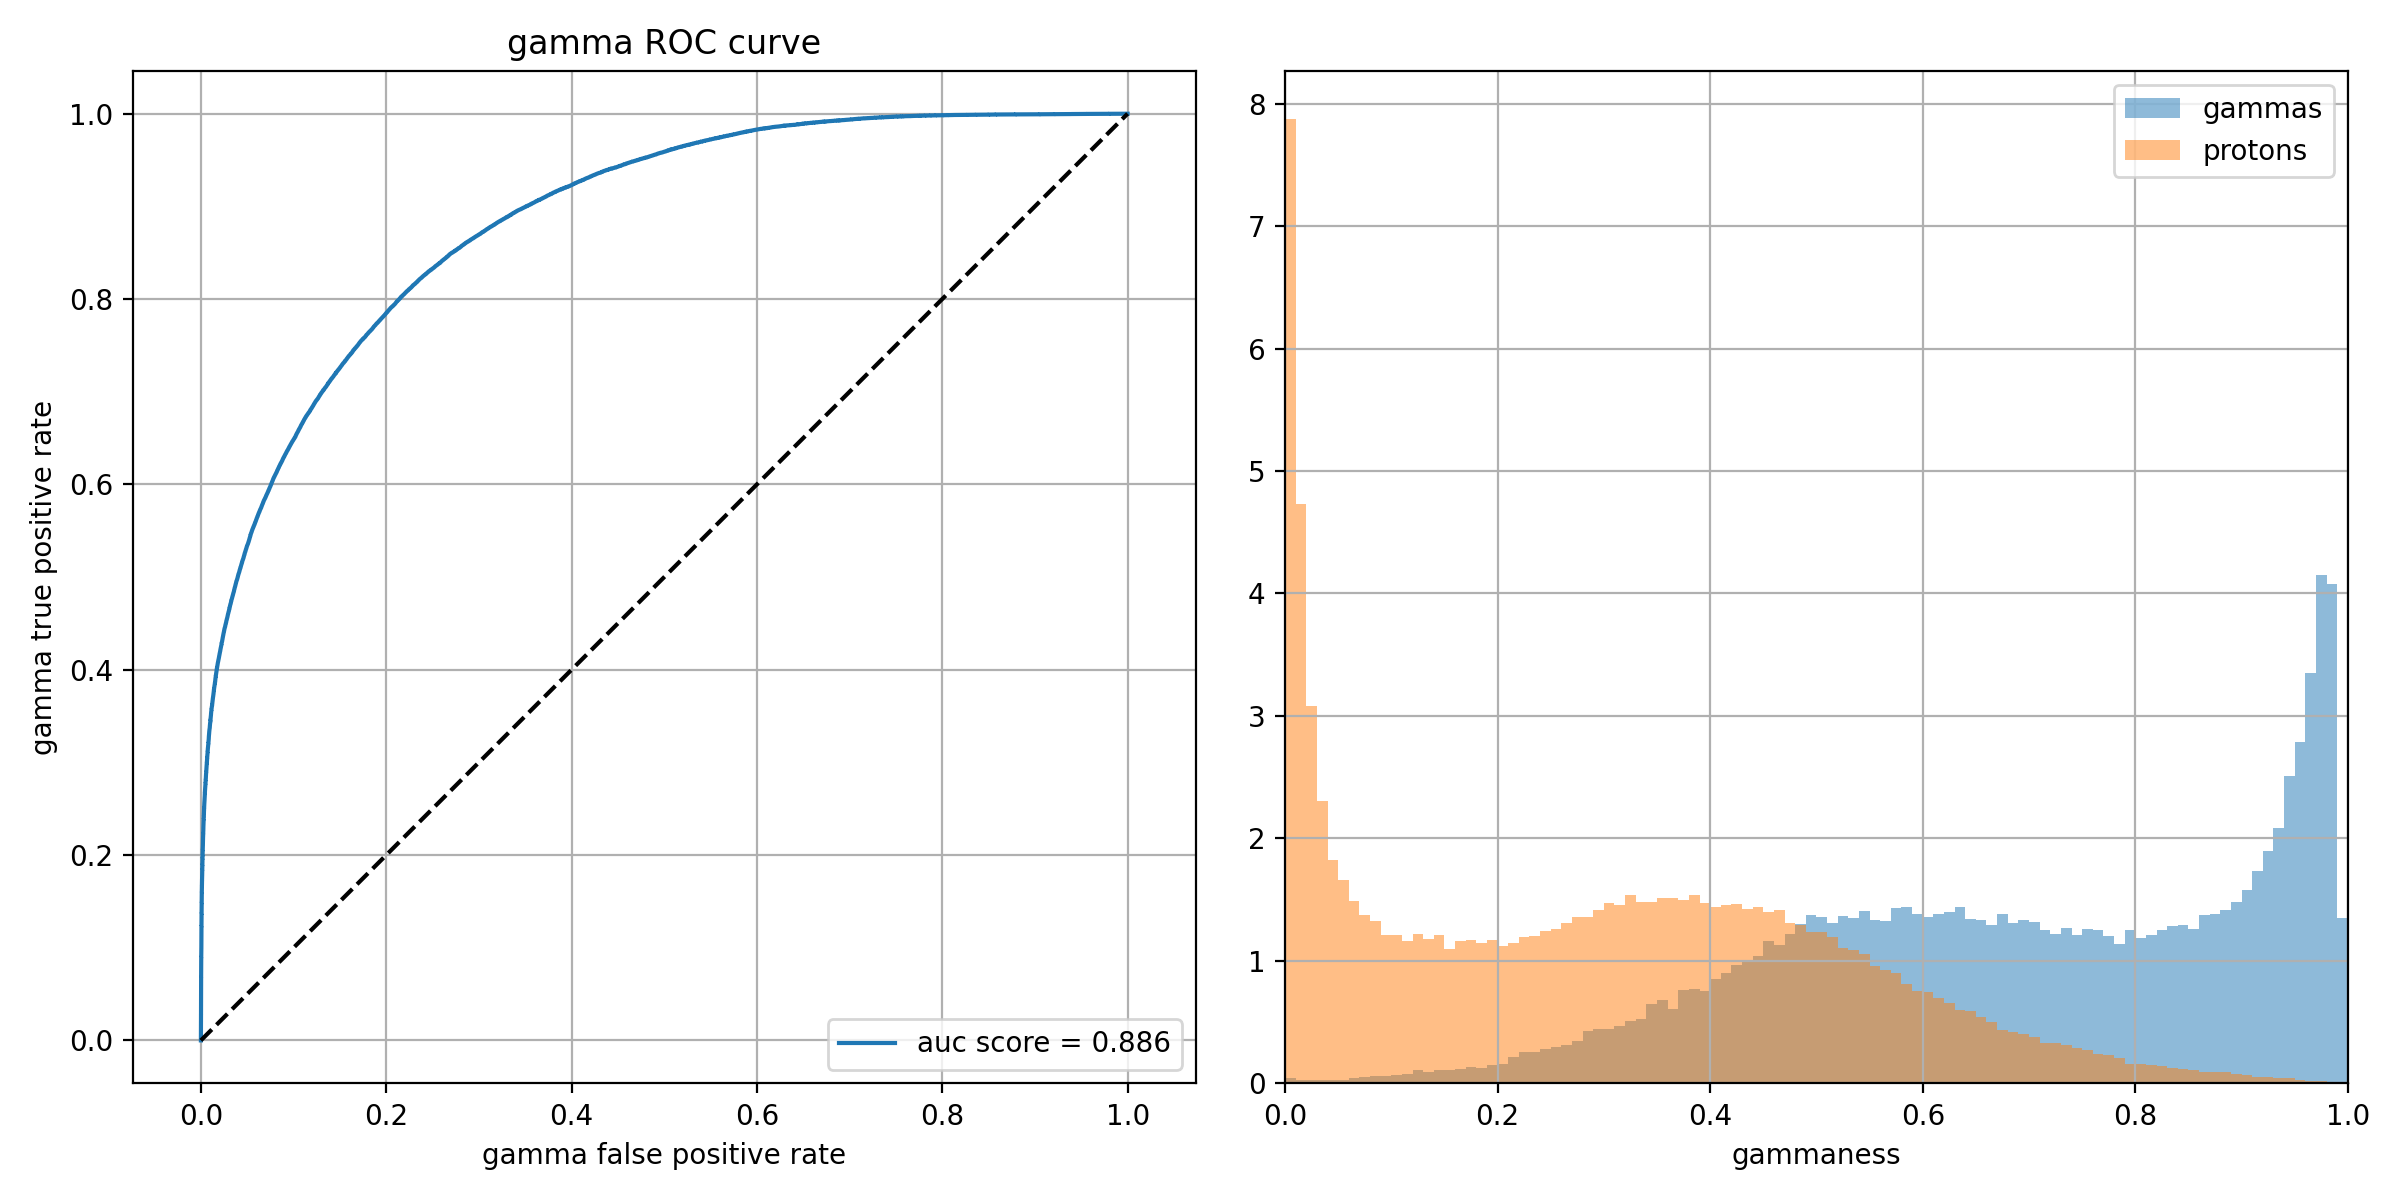 gamma ROC curve
gamma true positive rate
1.0
0.8
0.6
0.4
0.2
0.0
auc score = 0.886
0.0 0.2 0.4 0.6 0.8 1.0
gamma false positive rate
8
7
6
5
4
3
2
1
0
gammas
protons
0.0 0.2 0.4 0.6 0.8 1.0
gammaness